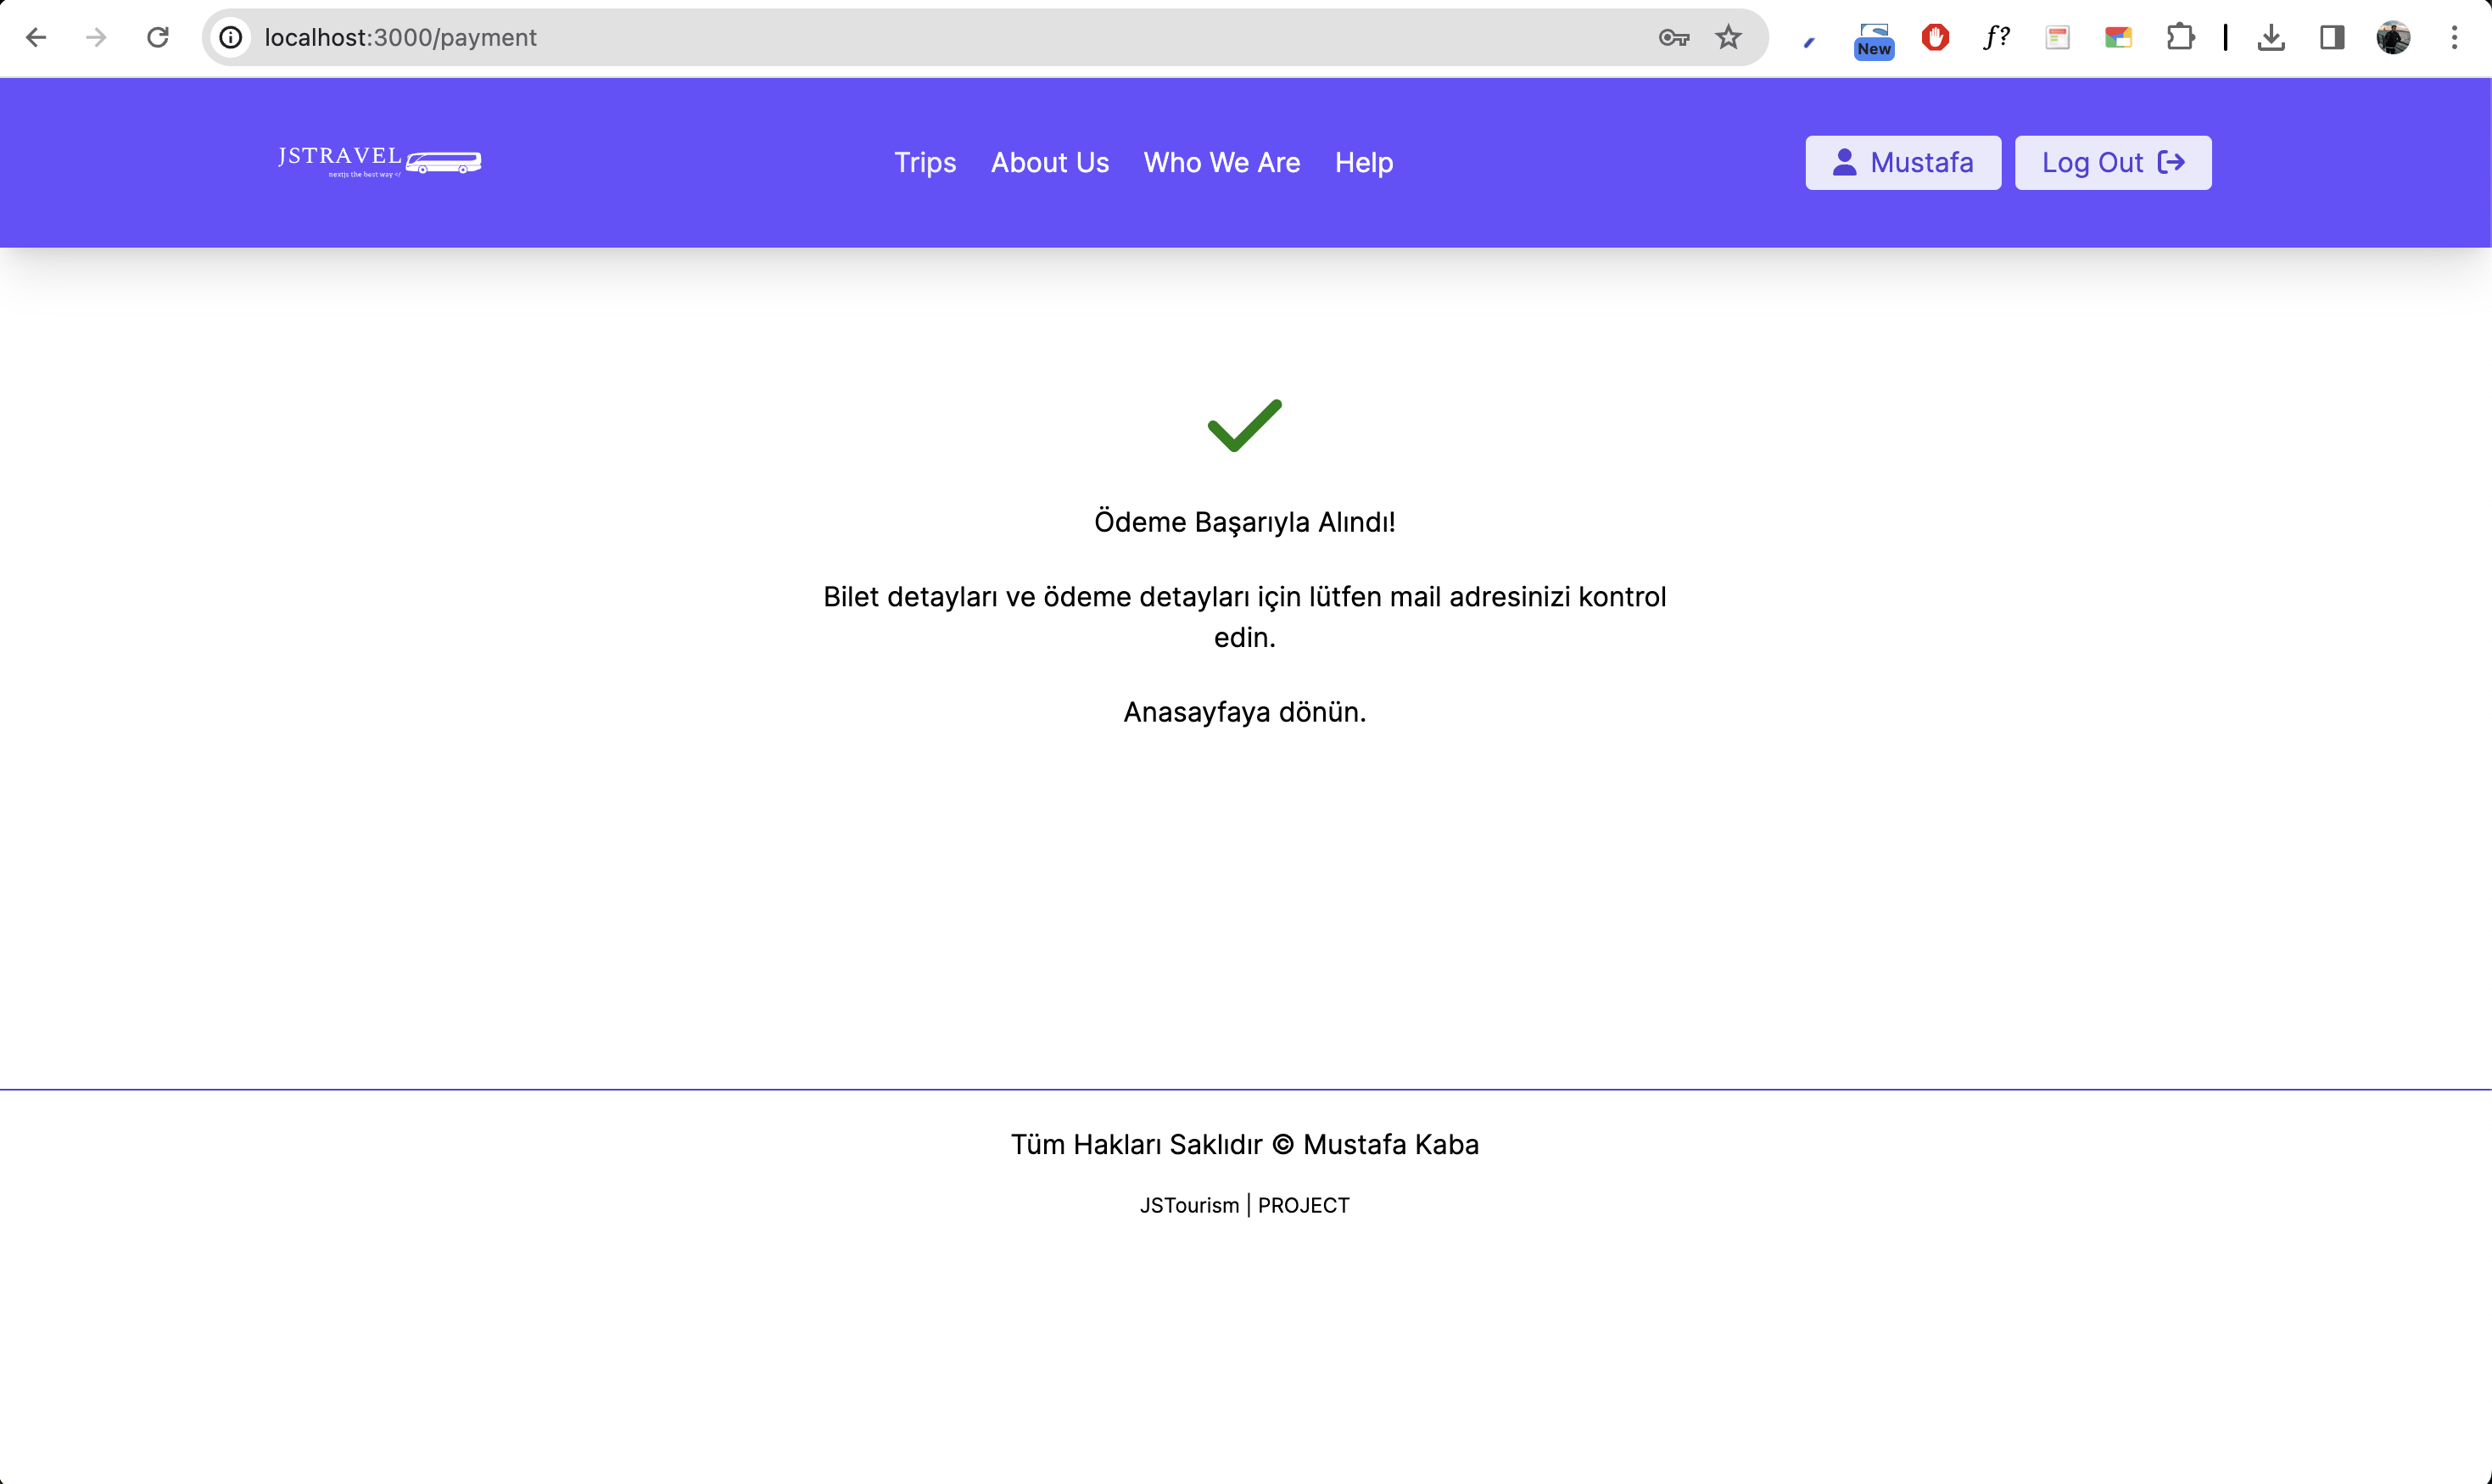 localhost:3000/payment
New
f?
JSTRAVEL
nextjs the best way </
Trips About Us Who We Are Help
Mustafa Log Out
Ödeme Başarıyla Alındı!
Bilet detayları ve ödeme detayları için lütfen mail adresinizi kontrol
edin.
Anasayfaya dönün.
Tüm Hakları Saklıdır © Mustafa Kaba
JSTourism | PROJECT